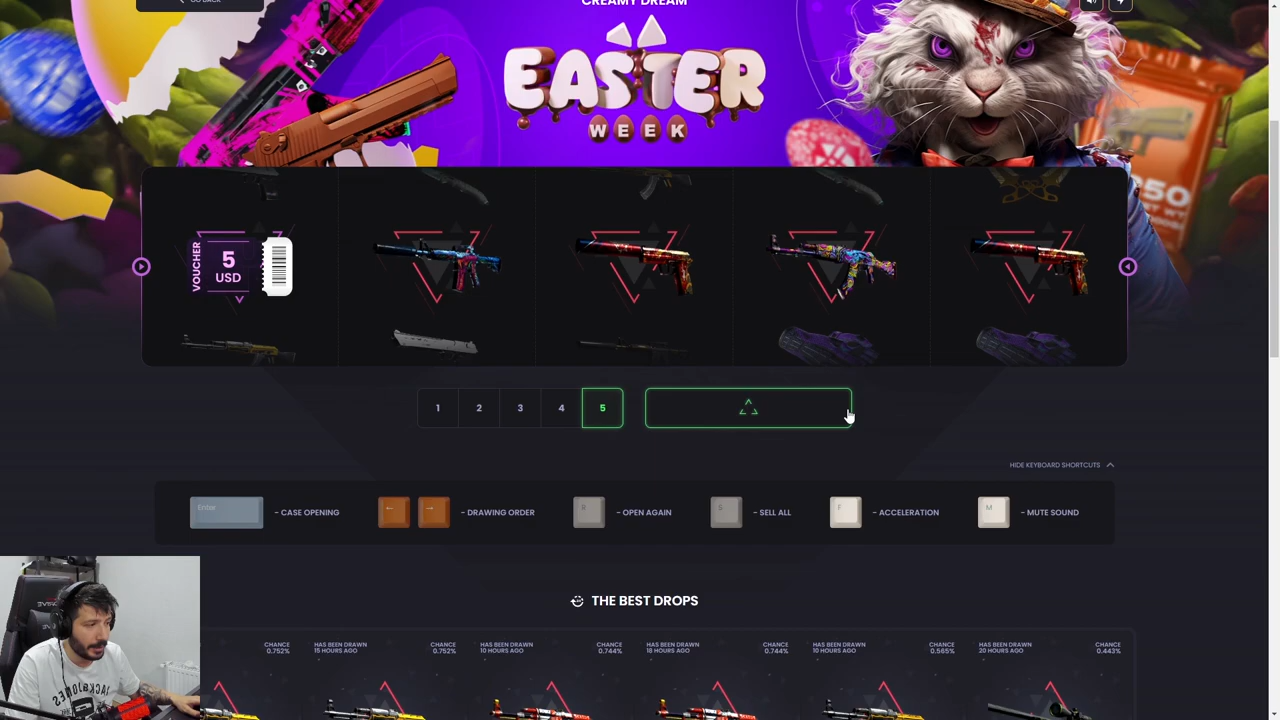 GO BACK
CREAMY DREAM
EASTER
WEEK
250
VOUCHER
5
USD
1
2
3
4
5
HIDE KEYBOARD SHORTCUTS
Enter
- CASE OPENING
← →
- DRAWING ORDER
R
- OPEN AGAIN
S
- SELL ALL
F
- ACCELERATION
M
- MUTE SOUND
THE BEST DROPS
CHANCE
0.752%
HAS BEEN DRAWN
15 HOURS AGO
CHANCE
0.752%
HAS BEEN DRAWN
10 HOURS AGO
CHANCE
0.744%
HAS BEEN DRAWN
18 HOURS AGO
CHANCE
0.744%
HAS BEEN DRAWN
10 HOURS AGO
CHANCE
0.565%
HAS BEEN DRAWN
20 HOURS AGO
CHANCE
0.443%